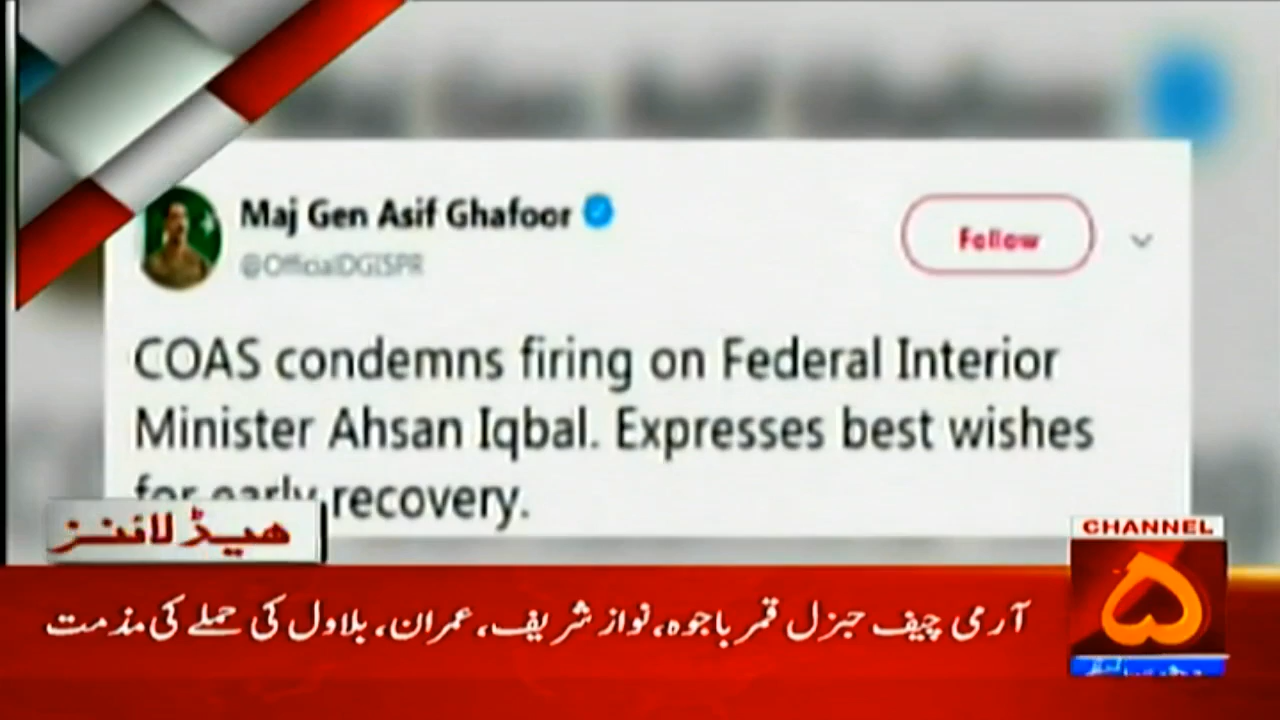 Maj Gen Asif Ghafoor
@OfficialDGISPR
Follow
COAS condemns firing on Federal Interior
Minister Ahsan Iqbal. Expresses best wishes
for early recovery.
ھیڈ لائنز
CHANNEL
۵
آرمی چیف جنرل قمر باجوہ، نواز شریف، عمران، بلاول کی حملے کی مذمت